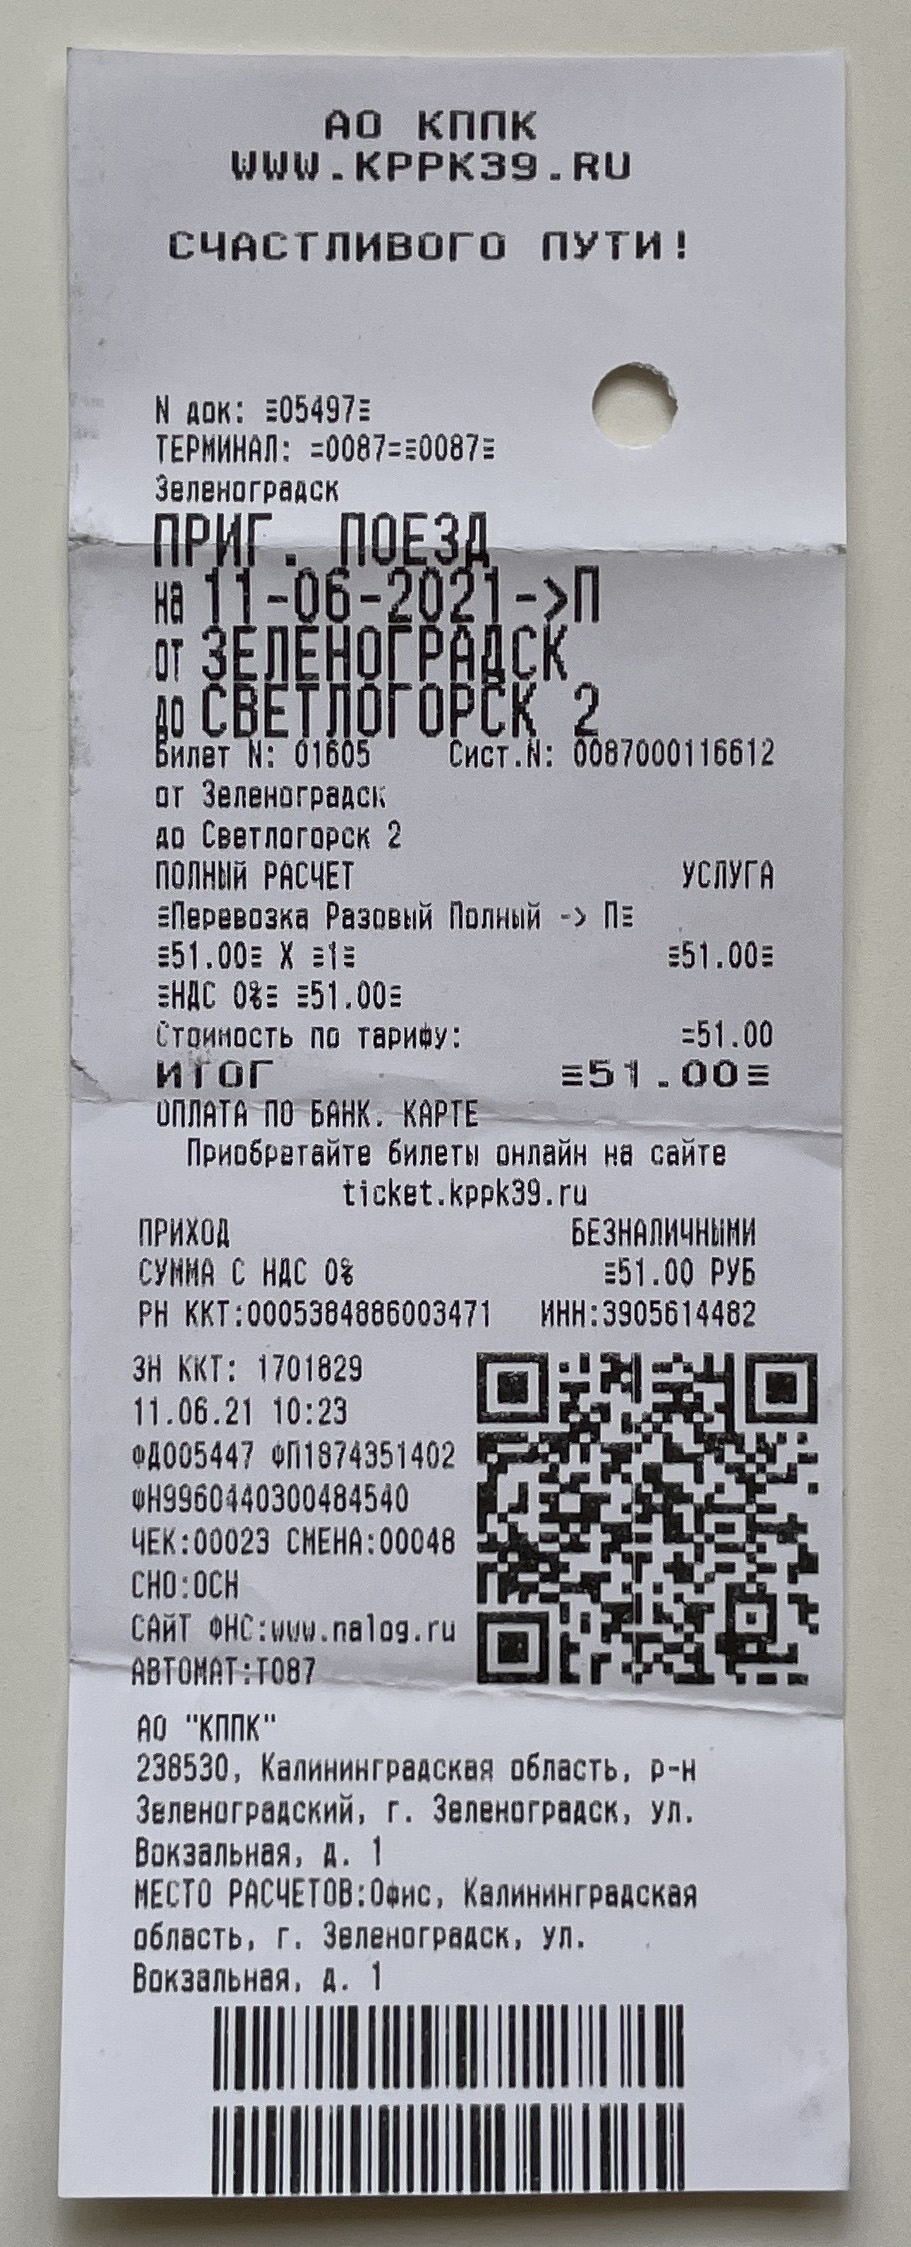 АО КППК
WWW.KPPK39.RU
СЧАСТЛИВОГО ПУТИ!
N док: ≡05497≡
ТЕРМИНАЛ: =0087=≡0087≡
Зеленоградск
ПРИГ. ПОЕЗД
на 11-06-2021->П
от ЗЕЛЕНОГРАДСК
до СВЕТЛОГОРСК 2
Билет N: 01605 Сист.N: 0087000116612
от Зеленоградск
до Светлогорск 2
ПОЛНЫЙ РАСЧЕТ УСЛУГА
≡Перевозка Разовый Полный -> П≡
≡51.00≡ X ≡1≡ ≡51.00≡
≡НДС 0%≡ ≡51.00≡
Стоимость по тарифу: =51.00
ИТОГ ≡51.00≡
ОПЛАТА ПО БАНК. КАРТЕ
Приобретайте билеты онлайн на сайте
ticket.kppk39.ru
ПРИХОД БЕЗНАЛИЧНЫМИ
СУММА С НДС 0% ≡51.00 РУБ
РН ККТ:0005384886003471 ИНН:3905614482
ЗН ККТ: 1701829
11.06.21 10:23
ФД005447 ФП1874351402
ФН9960440300484540
ЧЕК:00023 СМЕНА:00048
СНО:ОСН
САЙТ ФНС:www.nalog.ru
АВТОМАТ:Т087
АО "КППК"
238530, Калининградская область, р-н
Зеленоградский, г. Зеленоградск, ул.
Вокзальная, д. 1
МЕСТО РАСЧЕТОВ:Офис, Калининградская
область, г. Зеленоградск, ул.
Вокзальная, д. 1